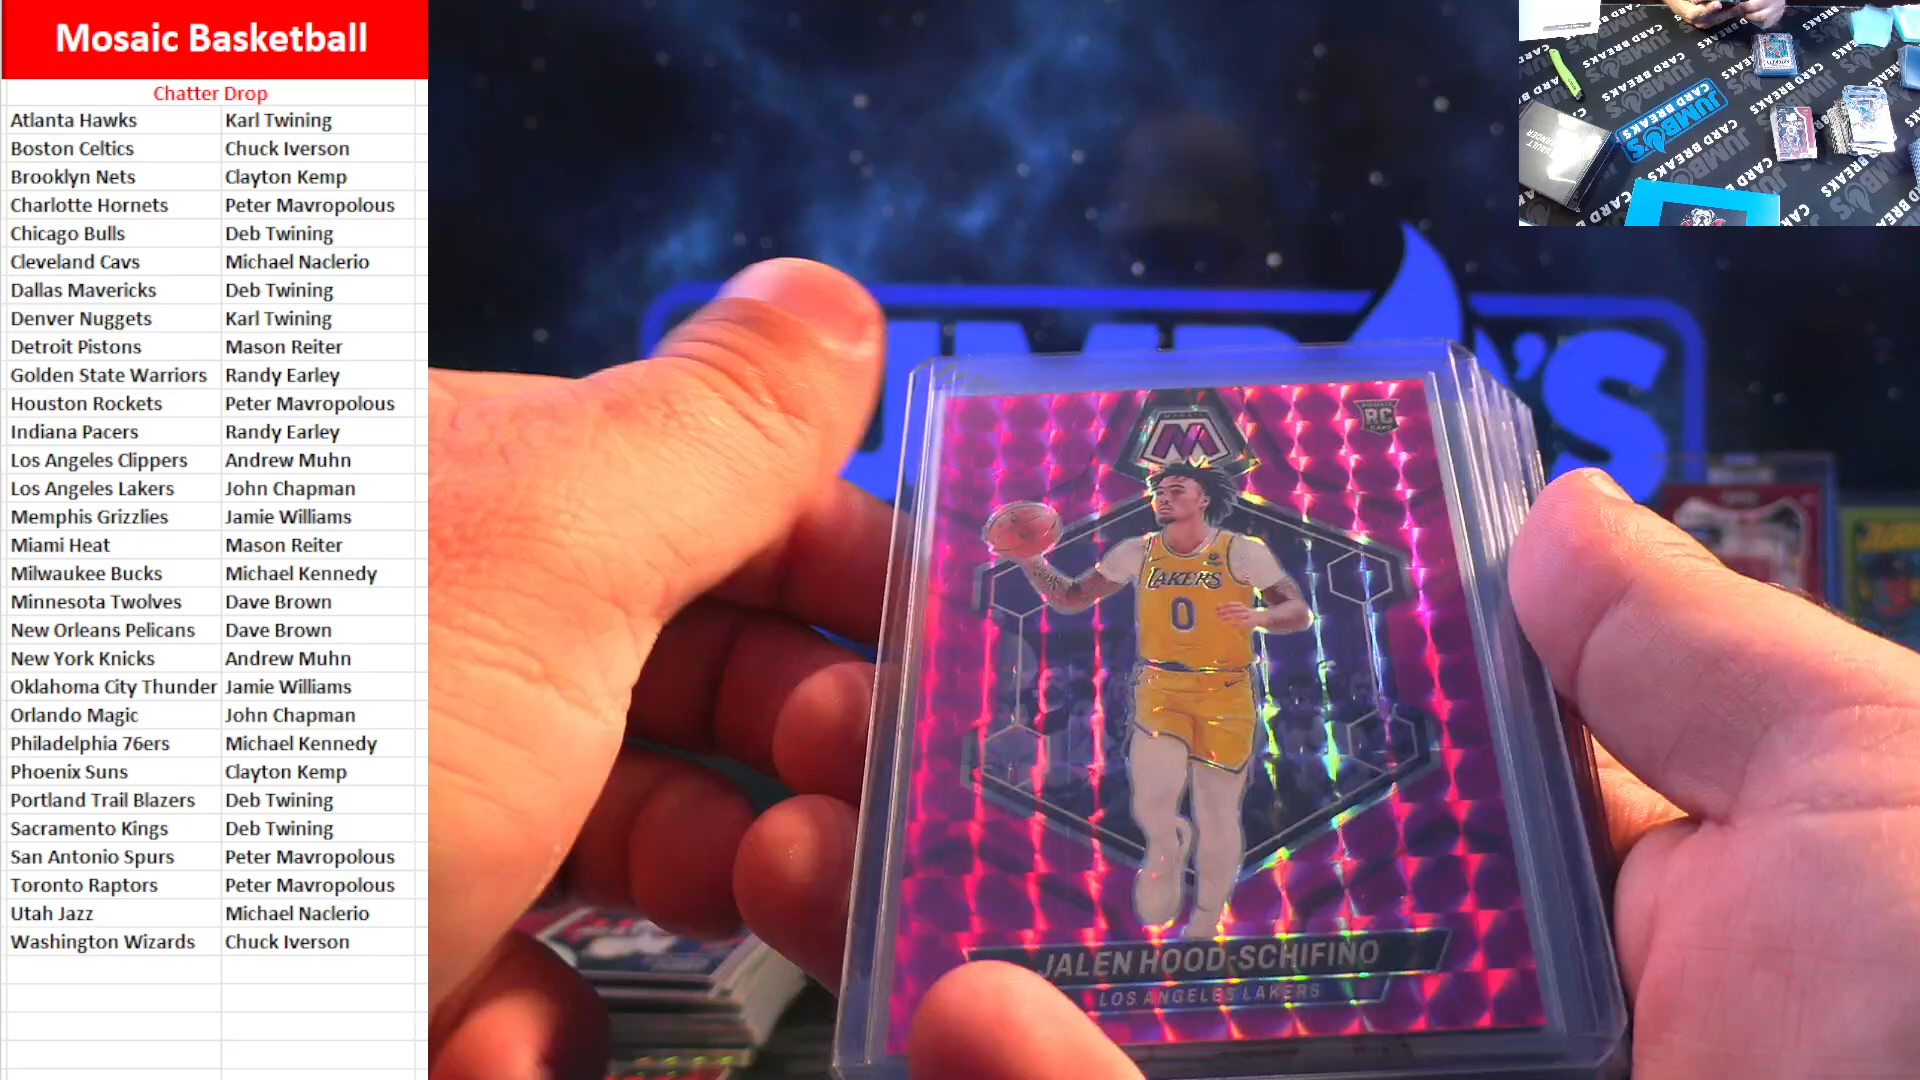 Mosaic Basketball
Chatter Drop
Atlanta Hawks Karl Twining
Boston Celtics Chuck Iverson
Brooklyn Nets Clayton Kemp
Charlotte Hornets Peter Mavropolous
Chicago Bulls Deb Twining
Cleveland Cavs Michael Naclerio
Dallas Mavericks Deb Twining
Denver Nuggets Karl Twining
Detroit Pistons Mason Reiter
Golden State Warriors Randy Earley
Houston Rockets Peter Mavropolous
Indiana Pacers Randy Earley
Los Angeles Clippers Andrew Muhn
Los Angeles Lakers John Chapman
Memphis Grizzlies Jamie Williams
Miami Heat Mason Reiter
Milwaukee Bucks Michael Kennedy
Minnesota Twolves Dave Brown
New Orleans Pelicans Dave Brown
New York Knicks Andrew Muhn
Oklahoma City Thunder Jamie Williams
Orlando Magic John Chapman
Philadelphia 76ers Michael Kennedy
Phoenix Suns Clayton Kemp
Portland Trail Blazers Deb Twining
Sacramento Kings Deb Twining
San Antonio Spurs Peter Mavropolous
Toronto Raptors Peter Mavropolous
Utah Jazz Michael Naclerio
Washington Wizards Chuck Iverson
JUMBO'S
CARD BREAKS
MOSAIC
RC
LAKERS
0
JALEN HOOD-SCHIFINO
LOS ANGELES LAKERS